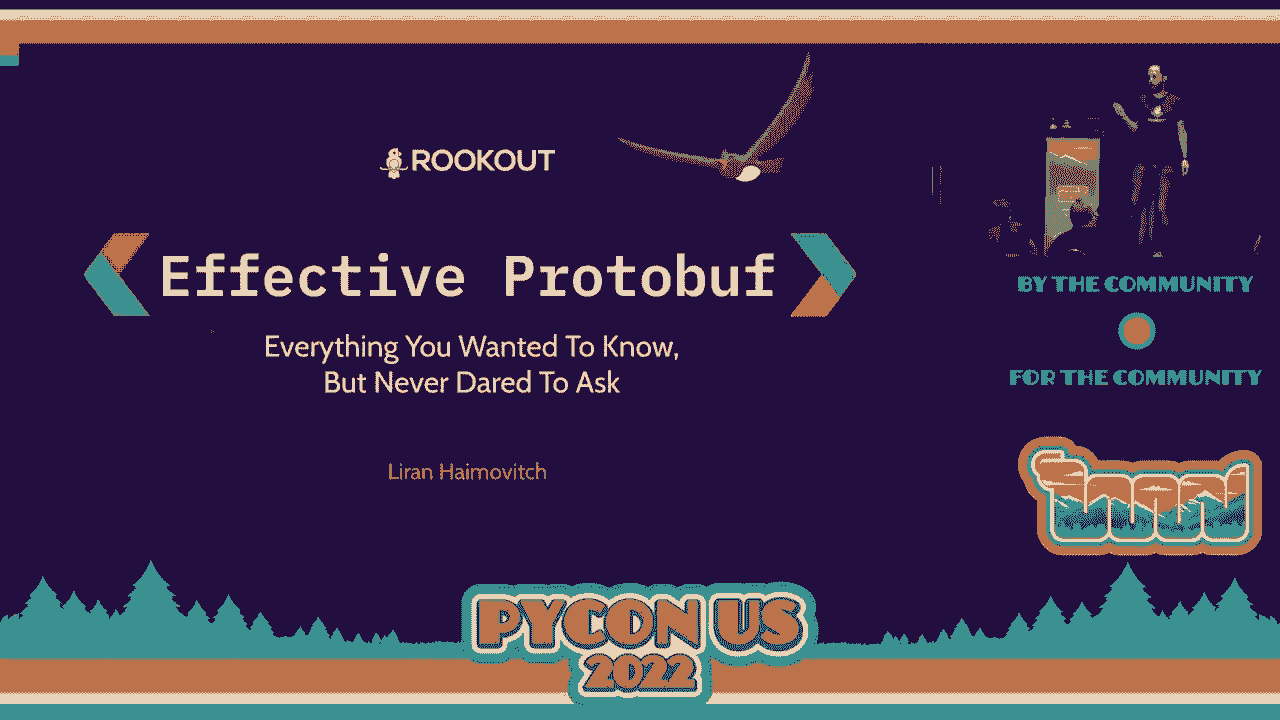 ROOKOUT
Effective Protobuf
Everything You Wanted To Know,
But Never Dared To Ask
Liran Haimovitch
BY THE COMMUNITY
FOR THE COMMUNITY
PYCON US
2022